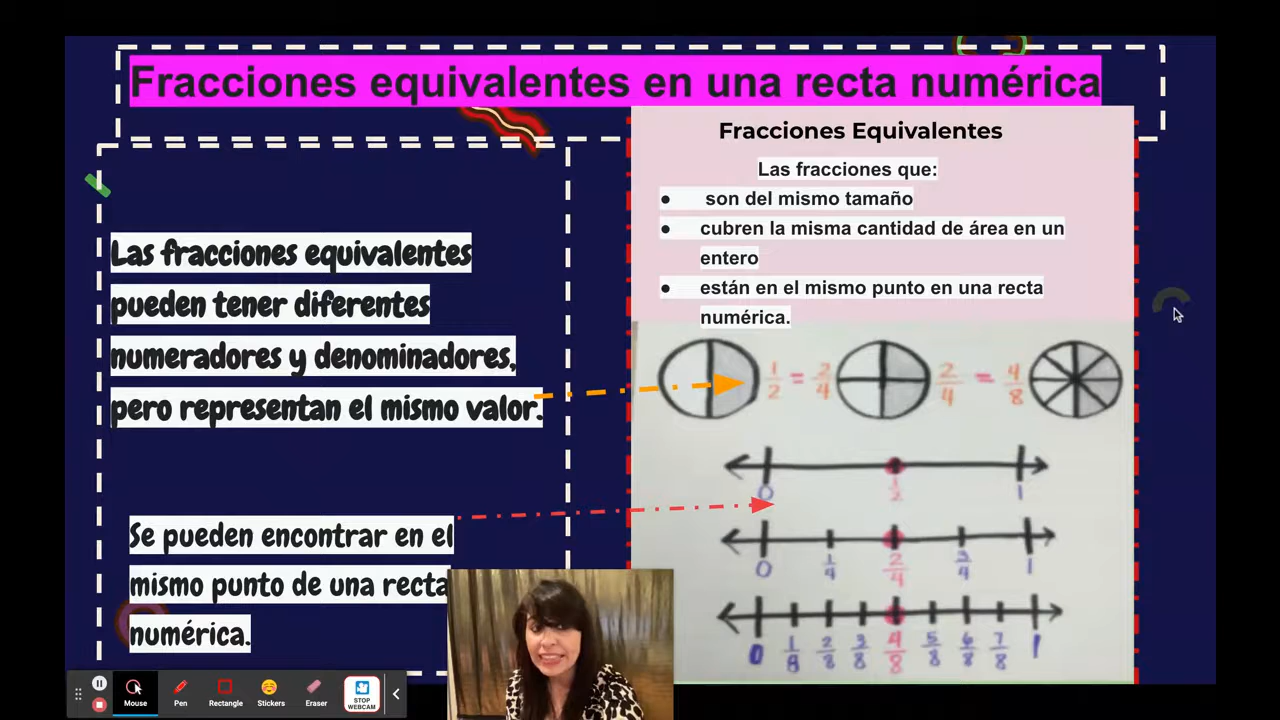 Fracciones equivalentes en una recta numérica
Las fracciones equivalentes
pueden tener diferentes
numeradores y denominadores,
pero representan el mismo valor.
Se pueden encontrar en el
mismo punto de una recta
numérica.
Fracciones Equivalentes
Las fracciones que:
● son del mismo tamaño
● cubren la misma cantidad de área en un
entero
● están en el mismo punto en una recta
numérica.
1/2 = 2/4 2/4 = 4/8
0 1/2 1
0 1/4 2/4 3/4 1
0 1/8 2/8 3/8 4/8 5/8 6/8 7/8 1
Mouse Pen Rectangle Stickers Eraser STOP WEBCAM